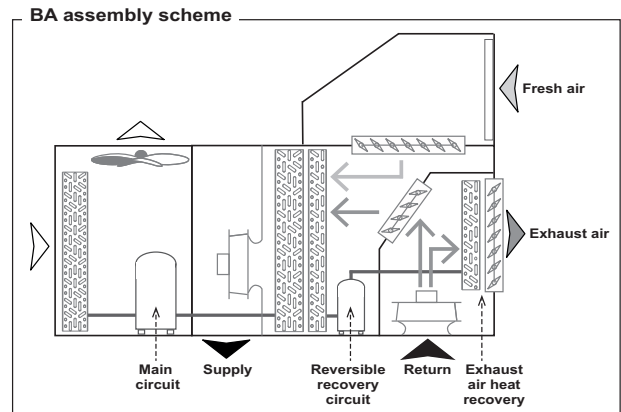 BA assembly scheme
Fresh air
Exhaust air
Main
circuit
Supply
Reversible
recovery
circuit
Return
Exhaust
air heat
recovery